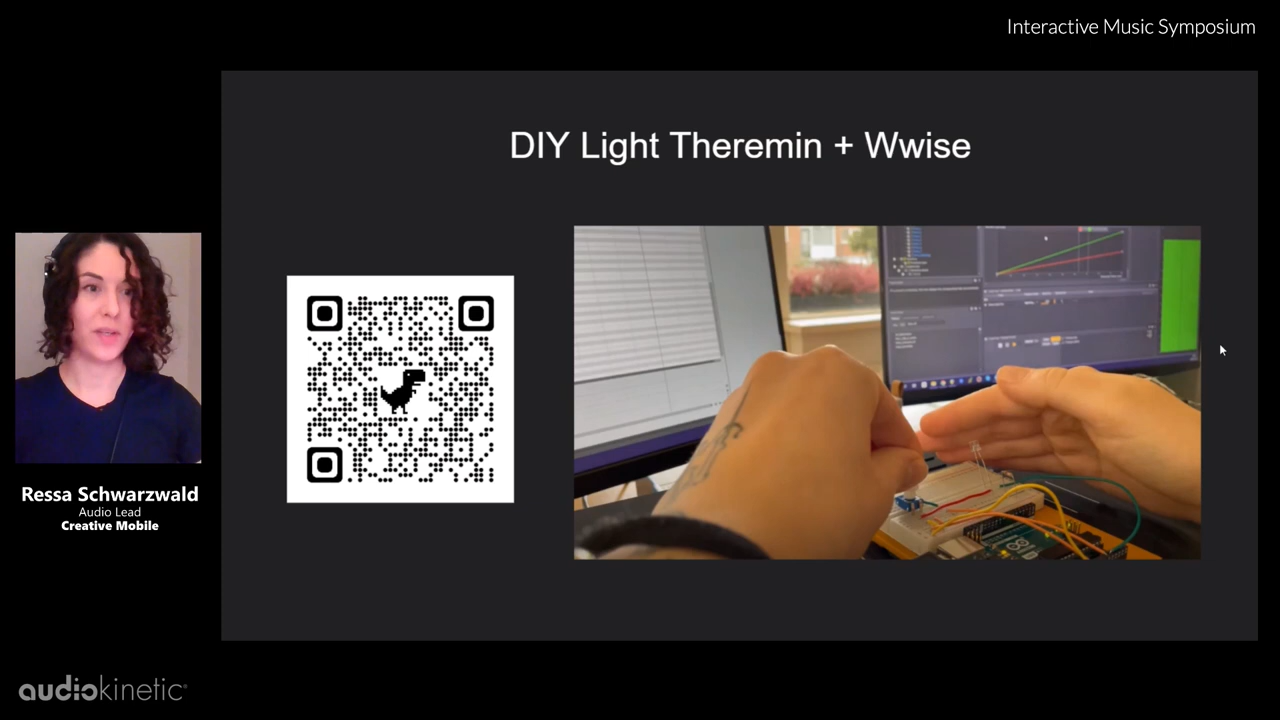 Interactive Music Symposium
DIY Light Theremin + Wwise
Ressa Schwarzwald
Audio Lead
Creative Mobile
audiokinetic